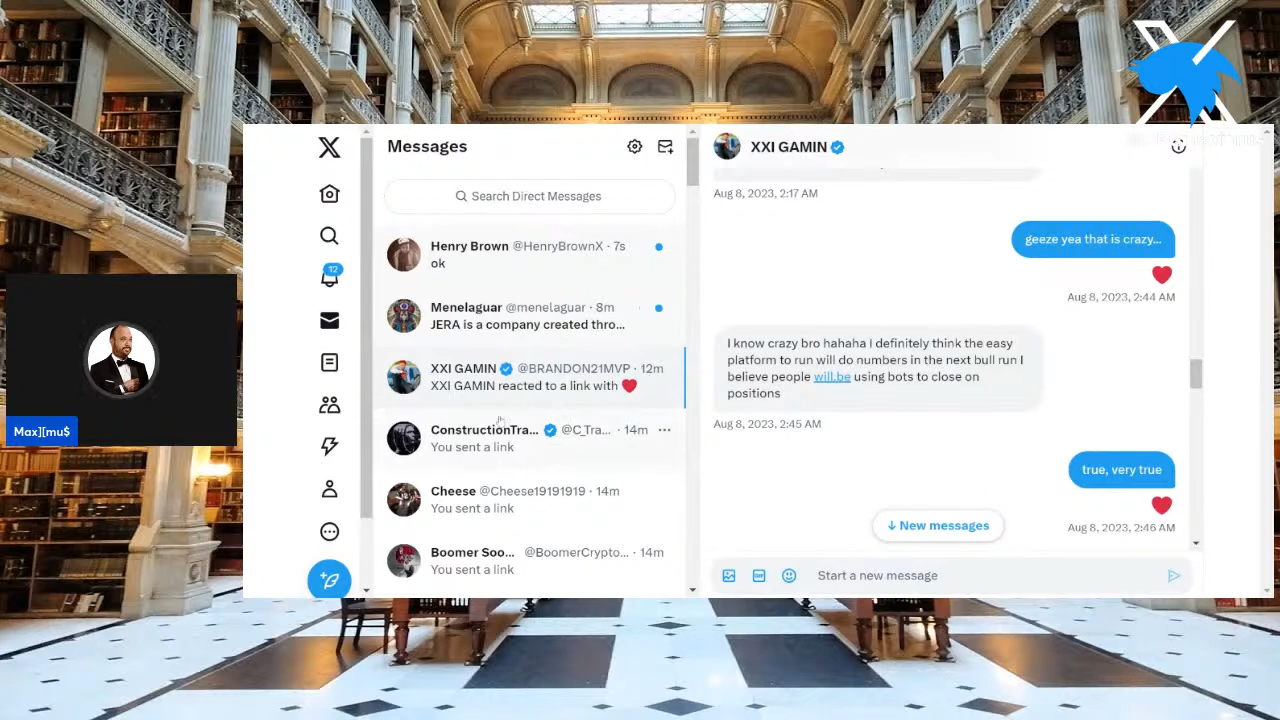 Messages
Search Direct Messages
12
Henry Brown @HenryBrownX · 7s
ok
Menelaguar @menelaguar · 8m
JERA is a company created thro...
XXI GAMIN @BRANDON21MVP · 12m
XXI GAMIN reacted to a link with ❤️
ConstructionTra... @C_Tra... · 14m ···
You sent a link
Cheese @Cheese19191919 · 14m
You sent a link
Boomer Soo... @BoomerCrypto... · 14m
You sent a link
XXI GAMIN
Aug 8, 2023, 2:17 AM
geeze yea that is crazy...
Aug 8, 2023, 2:44 AM
I know crazy bro hahaha I definitely think the easy
platform to run will do numbers in the next bull run I
believe people will.be using bots to close on
positions
Aug 8, 2023, 2:45 AM
true, very true
Aug 8, 2023, 2:46 AM
↓ New messages
GIF
Start a new message
Max][mu$